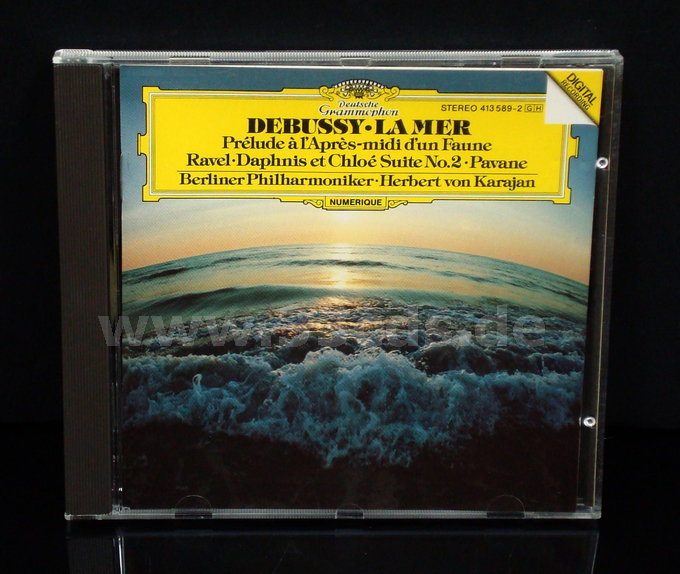 Deutsche
Grammophon
STEREO 413 589-2 GH
DIGITAL
RECORDING
DEBUSSY · LA MER
Prélude à l'Après-midi d'un Faune
Ravel · Daphnis et Chloé Suite No. 2 · Pavane
Berliner Philharmoniker · Herbert von Karajan
NUMERIQUE